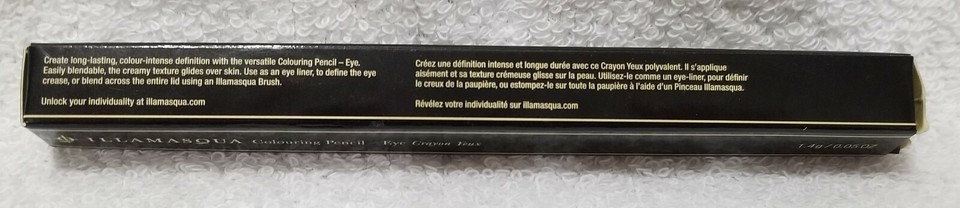 Create long-lasting, colour-intense definition with the versatile Colouring Pencil – Eye.
Easily blendable, the creamy texture glides over skin. Use as an eye liner, to define the eye
crease, or blend across the entire lid using an Illamasqua Brush.
Unlock your individuality at illamasqua.com
Créez une définition intense et longue durée avec ce Crayon Yeux polyvalent. Il s'applique
aisément et sa texture crémeuse glisse sur la peau. Utilisez-le comme un eye-liner, pour définir
le creux de la paupière, ou estompez-le sur toute la paupière à l'aide d'un Pinceau Illamasqua.
Révélez votre individualité sur illamasqua.com
ILLAMASQUA Colouring Pencil Eye Crayon Yeux 1.4g / 0.05 OZ